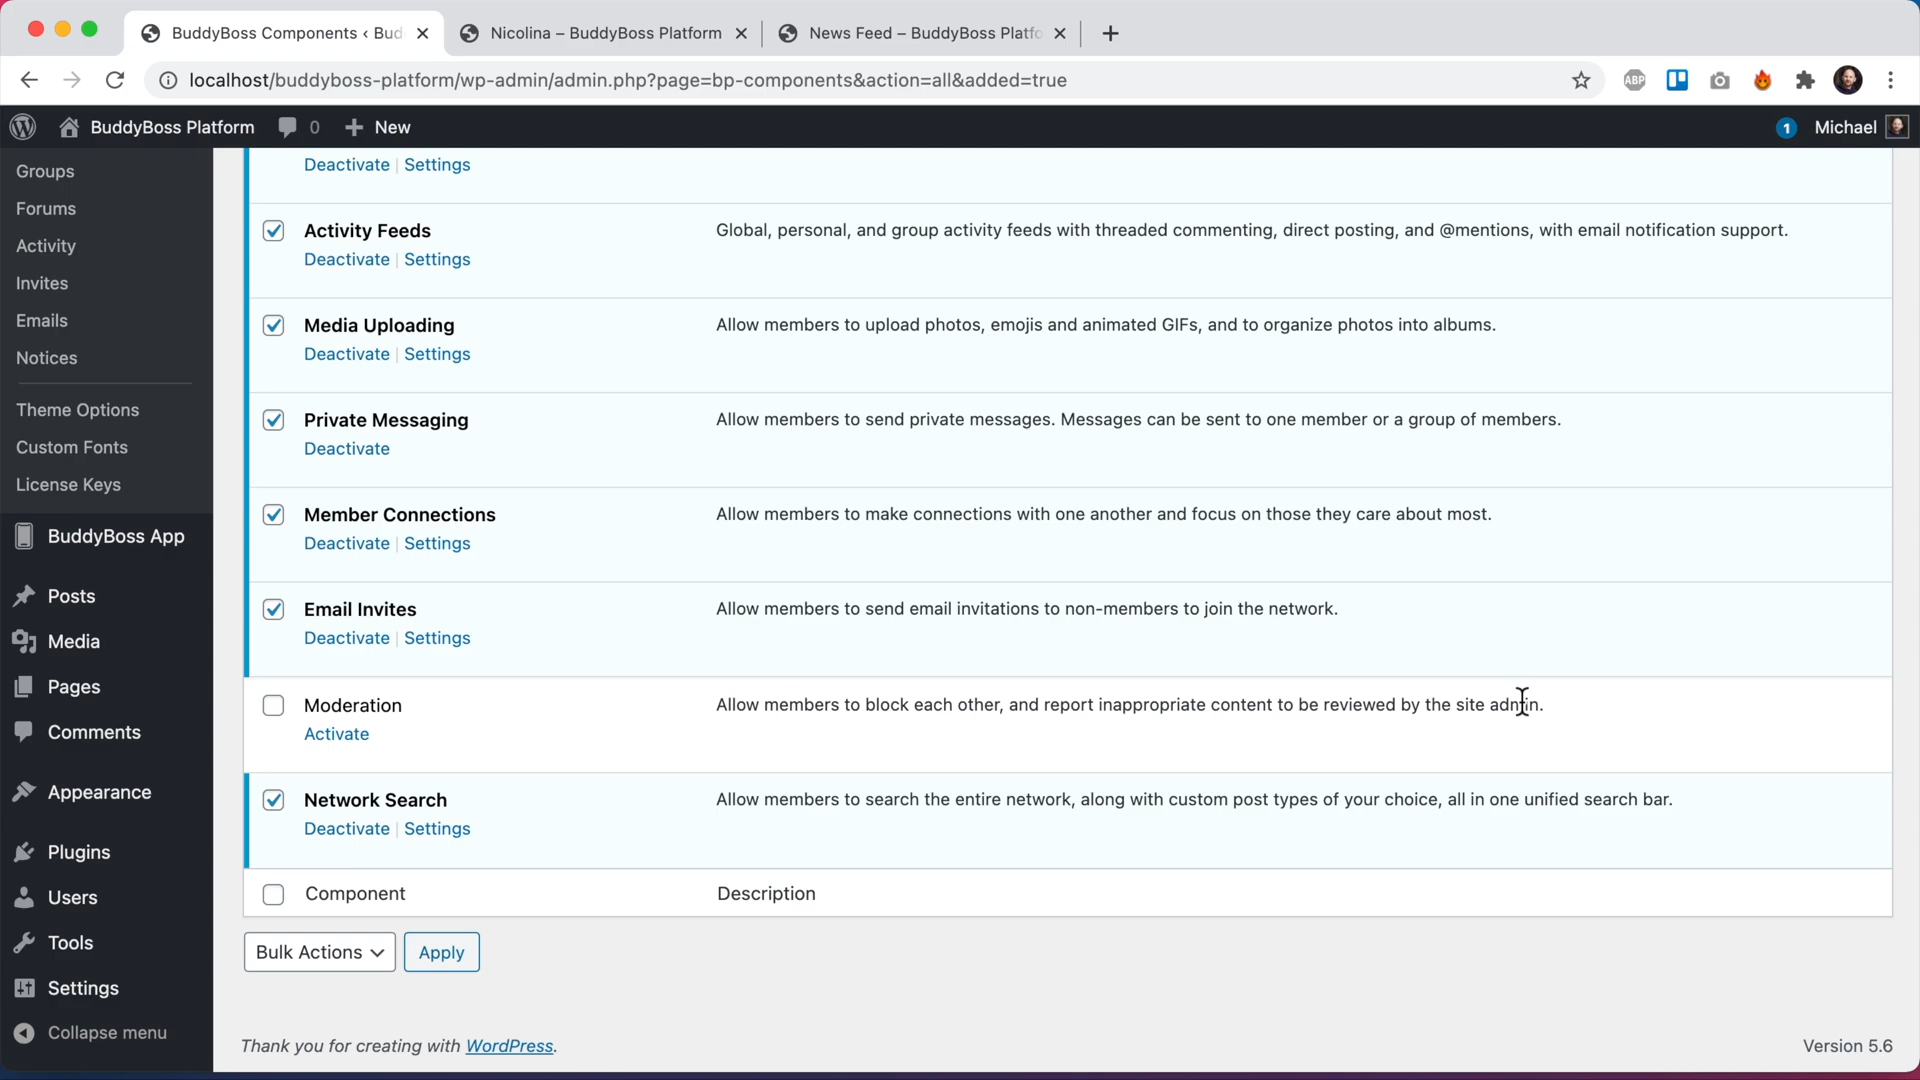 BuddyBoss Components ‹ Bud
Nicolina – BuddyBoss Platform
News Feed – BuddyBoss Platfo
localhost/buddyboss-platform/wp-admin/admin.php?page=bp-components&action=all&added=true
ABP
BuddyBoss Platform
0
New
1
Michael
Groups
Forums
Activity
Invites
Emails
Notices
Theme Options
Custom Fonts
License Keys
BuddyBoss App
Posts
Media
Pages
Comments
Appearance
Plugins
Users
Tools
Settings
Collapse menu
Deactivate | Settings
Activity Feeds
Global, personal, and group activity feeds with threaded commenting, direct posting, and @mentions, with email notification support.
Deactivate | Settings
Media Uploading
Allow members to upload photos, emojis and animated GIFs, and to organize photos into albums.
Deactivate | Settings
Private Messaging
Allow members to send private messages. Messages can be sent to one member or a group of members.
Deactivate
Member Connections
Allow members to make connections with one another and focus on those they care about most.
Deactivate | Settings
Email Invites
Allow members to send email invitations to non-members to join the network.
Deactivate | Settings
Moderation
Allow members to block each other, and report inappropriate content to be reviewed by the site admin.
Activate
Network Search
Allow members to search the entire network, along with custom post types of your choice, all in one unified search bar.
Deactivate | Settings
Component
Description
Bulk Actions
Apply
Thank you for creating with WordPress.
Version 5.6